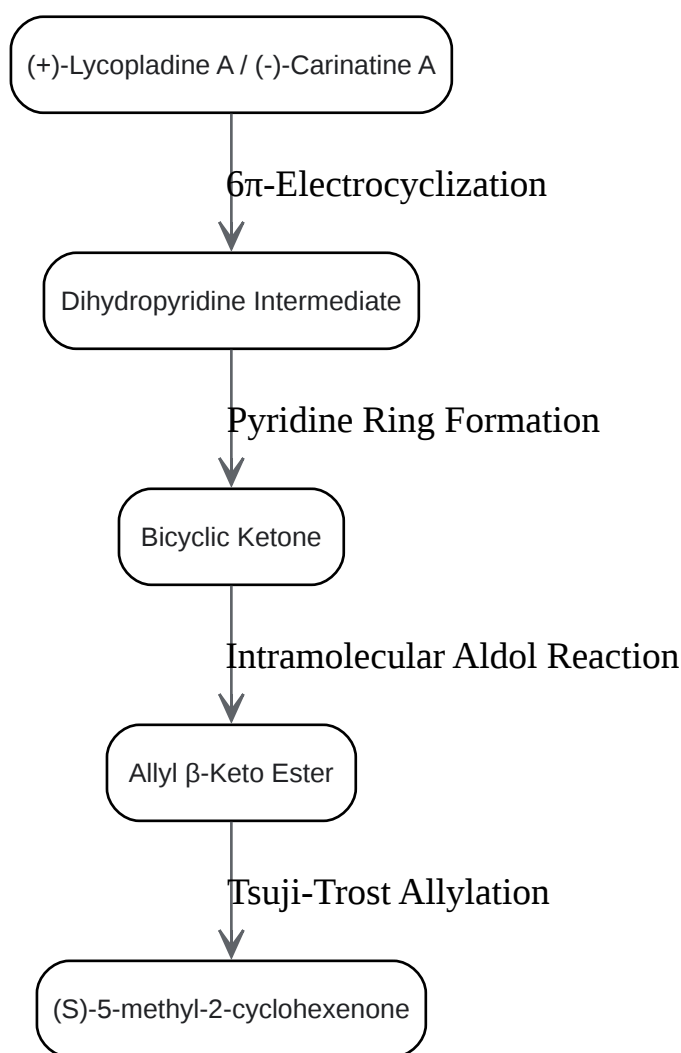 (+)-Lycopladine A / (-)-Carinatine A
6π-Electrocyclization
Dihydropyridine Intermediate
Pyridine Ring Formation
Bicyclic Ketone
Intramolecular Aldol Reaction
Allyl β-Keto Ester
Tsuji-Trost Allylation
(S)-5-methyl-2-cyclohexenone